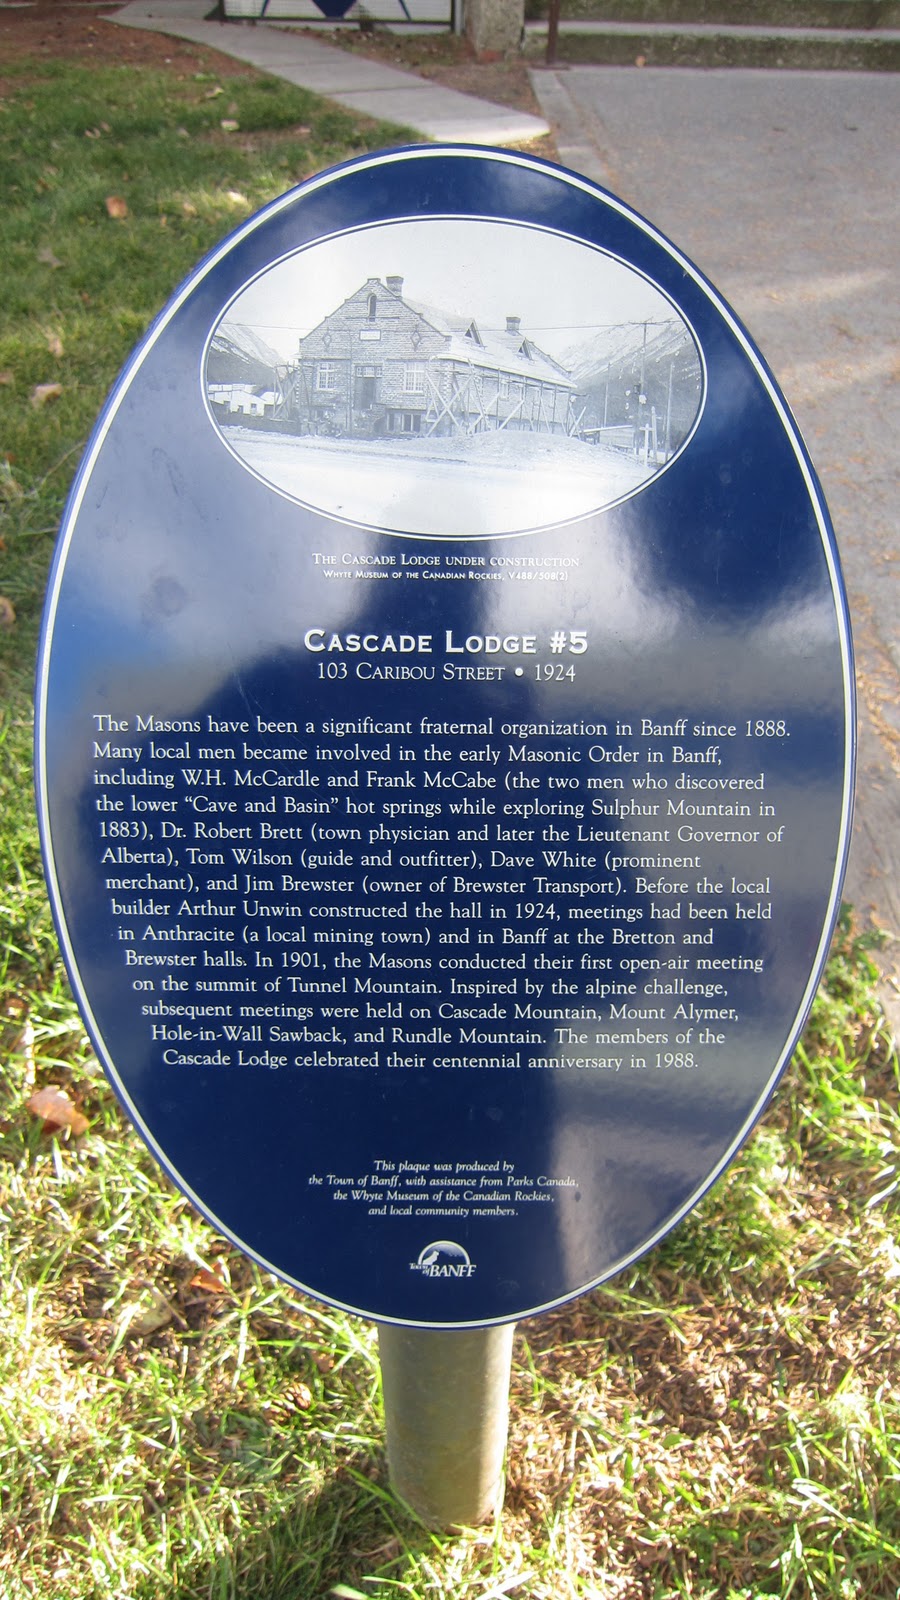 THE CASCADE LODGE UNDER CONSTRUCTION
WHYTE MUSEUM OF THE CANADIAN ROCKIES, V488/508(2)
CASCADE LODGE #5
103 CARIBOU STREET • 1924
The Masons have been a significant fraternal organization in Banff since 1888.
Many local men became involved in the early Masonic Order in Banff,
including W.H. McCardle and Frank McCabe (the two men who discovered
the lower “Cave and Basin” hot springs while exploring Sulphur Mountain in
1883), Dr. Robert Brett (town physician and later the Lieutenant Governor of
Alberta), Tom Wilson (guide and outfitter), Dave White (prominent
merchant), and Jim Brewster (owner of Brewster Transport). Before the local
builder Arthur Unwin constructed the hall in 1924, meetings had been held
in Anthracite (a local mining town) and in Banff at the Bretton and
Brewster halls. In 1901, the Masons conducted their first open-air meeting
on the summit of Tunnel Mountain. Inspired by the alpine challenge,
subsequent meetings were held on Cascade Mountain, Mount Alymer,
Hole-in-Wall Sawback, and Rundle Mountain. The members of the
Cascade Lodge celebrated their centennial anniversary in 1988.
This plaque was produced by
the Town of Banff, with assistance from Parks Canada,
the Whyte Museum of the Canadian Rockies,
and local community members.
Town
of BANFF